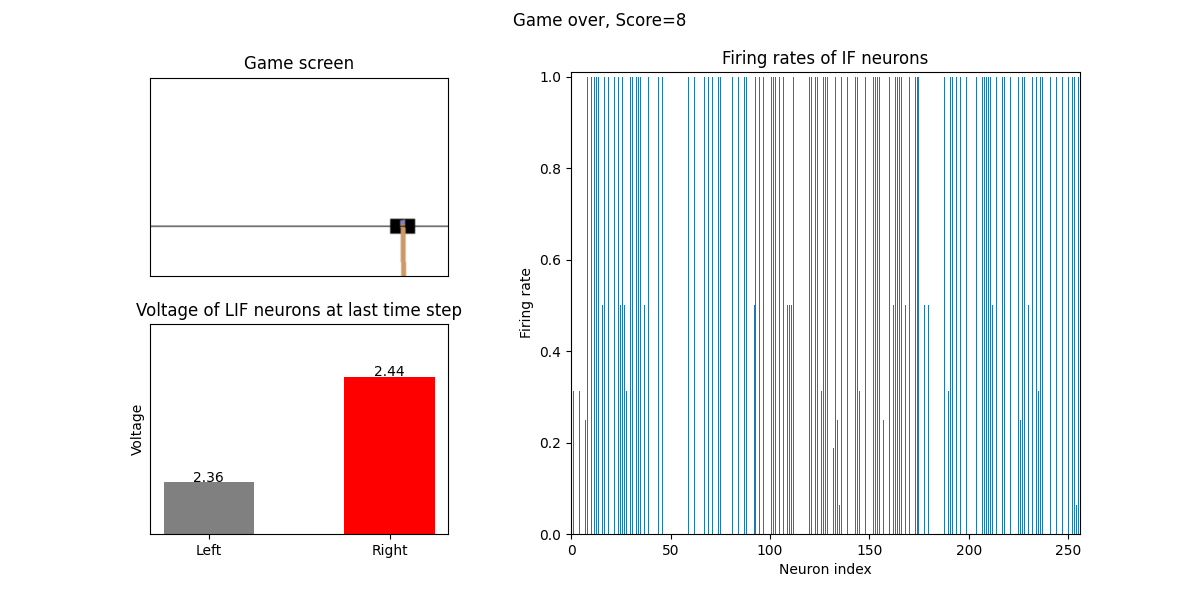 Game over, Score=8
Game screen
Voltage of LIF neurons at last time step
Voltage
2.36
2.44
Left
Right
Firing rates of IF neurons
Firing rate
1.0
0.8
0.6
0.4
0.2
0.0
0
50
100
150
200
250
Neuron index